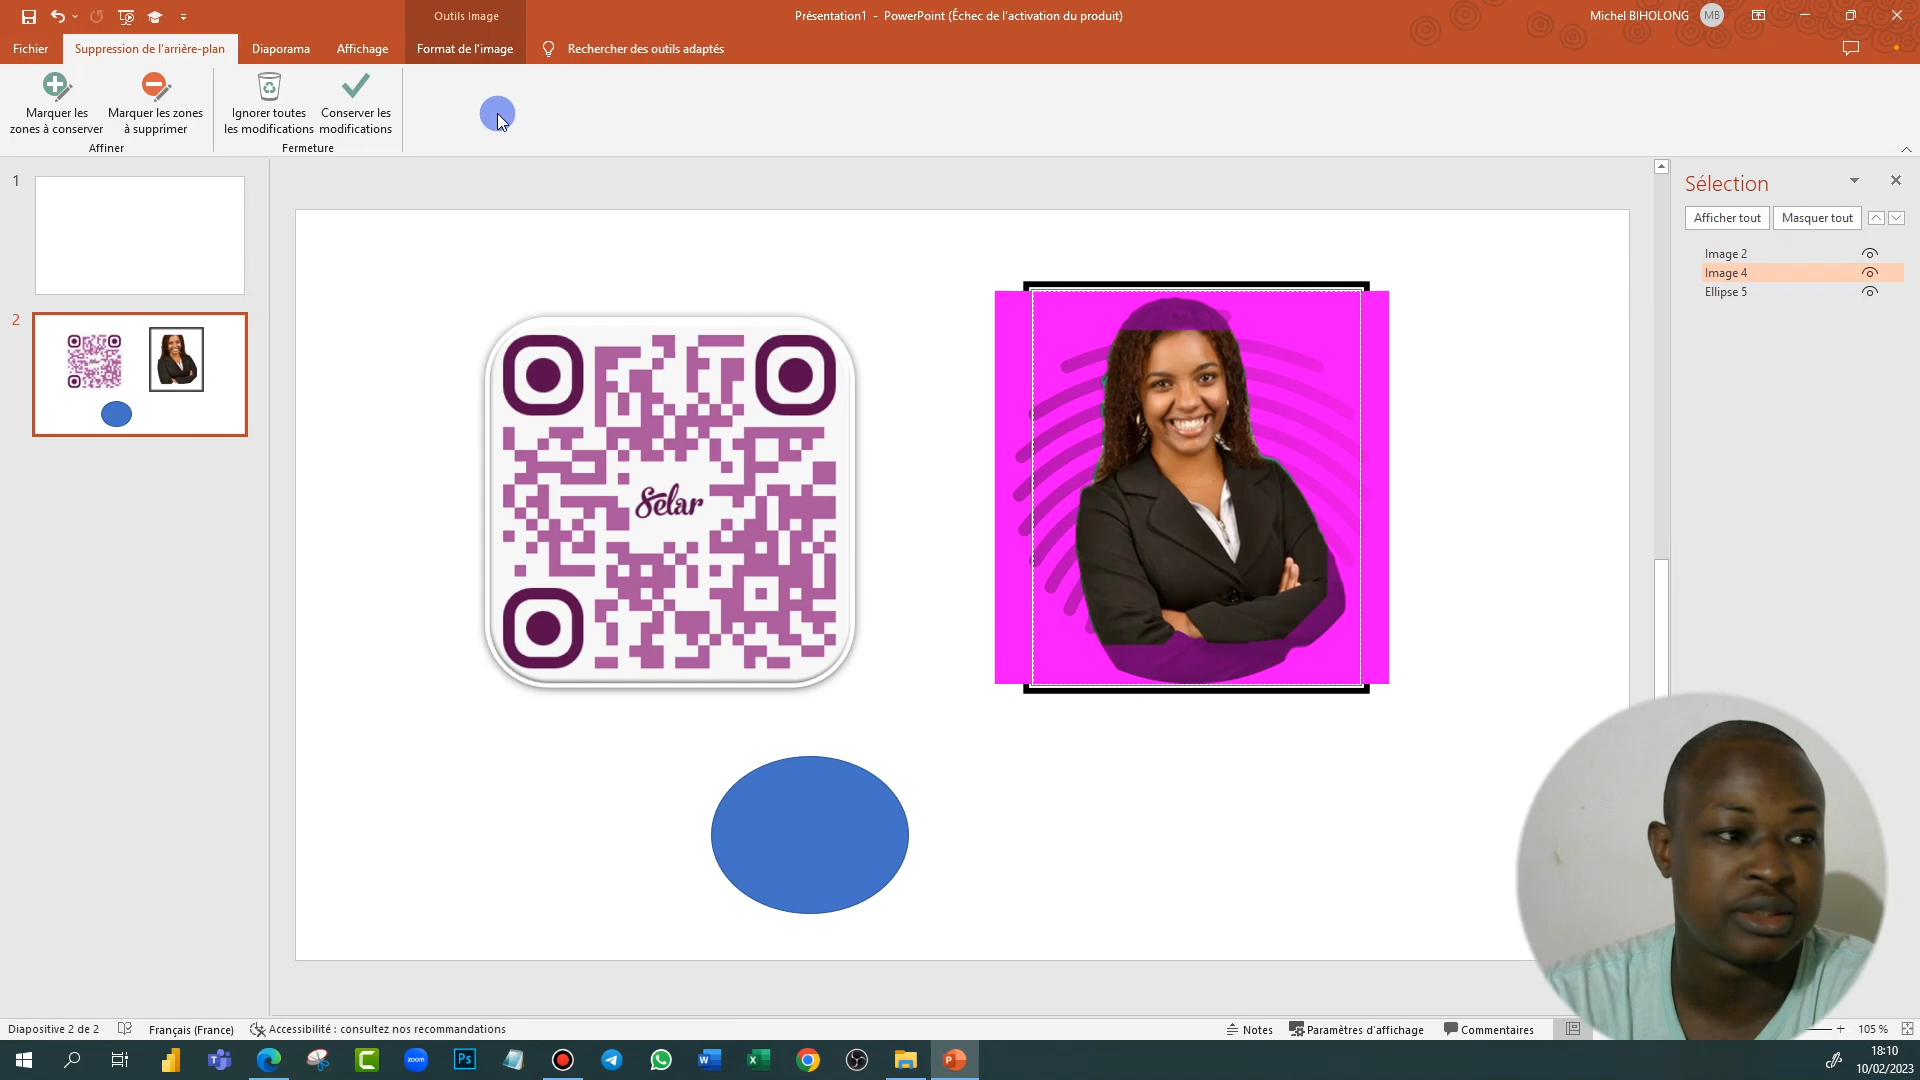 Outils Image
Présentation1 - PowerPoint (Échec de l'activation du produit)
Michel BIHOLONG
MB
Fichier
Suppression de l'arrière-plan
Diaporama
Affichage
Format de l'image
Rechercher des outils adaptés
Marquer les
zones à conserver
Marquer les zones
à supprimer
Ignorer toutes
les modifications
Conserver les
modifications
Affiner
Fermeture
1
2
Selar
Sélection
Afficher tout
Masquer tout
Image 2
Image 4
Ellipse 5
Diapositive 2 de 2
Français (France)
Accessibilité : consultez nos recommandations
Notes
Paramètres d'affichage
Commentaires
105 %
zoom
Ps
18:10
10/02/2023